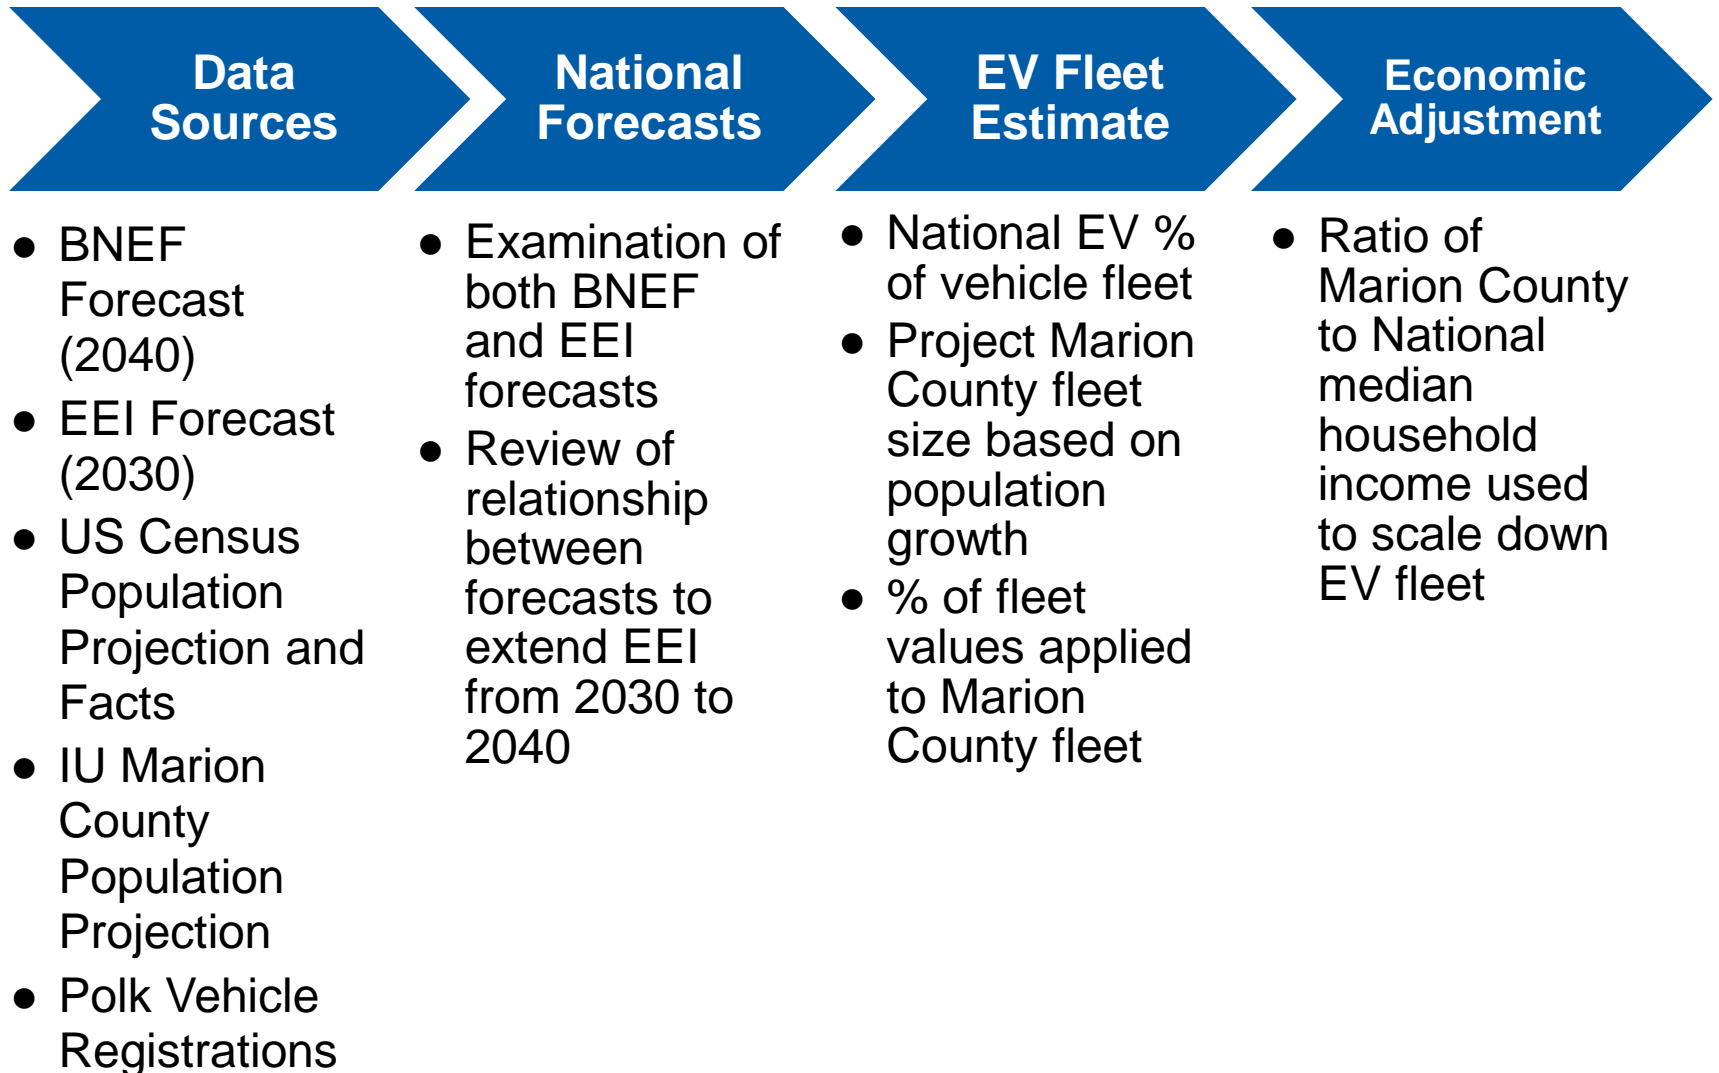 Data
Sources
● BNEF
Forecast
(2040)
● EEI Forecast
(2030)
● US Census
Population
Projection and
Facts
● IU Marion
County
Population
Projection
● Polk Vehicle
Registrations
National
Forecasts
● Examination of
both BNEF
and EEI
forecasts
● Review of
relationship
between
forecasts to
extend EEI
from 2030 to
2040
EV Fleet
Estimate
● National EV %
of vehicle fleet
● Project Marion
County fleet
size based on
population
growth
● % of fleet
values applied
to Marion
County fleet
Economic
Adjustment
● Ratio of
Marion County
to National
median
household
income used
to scale down
EV fleet